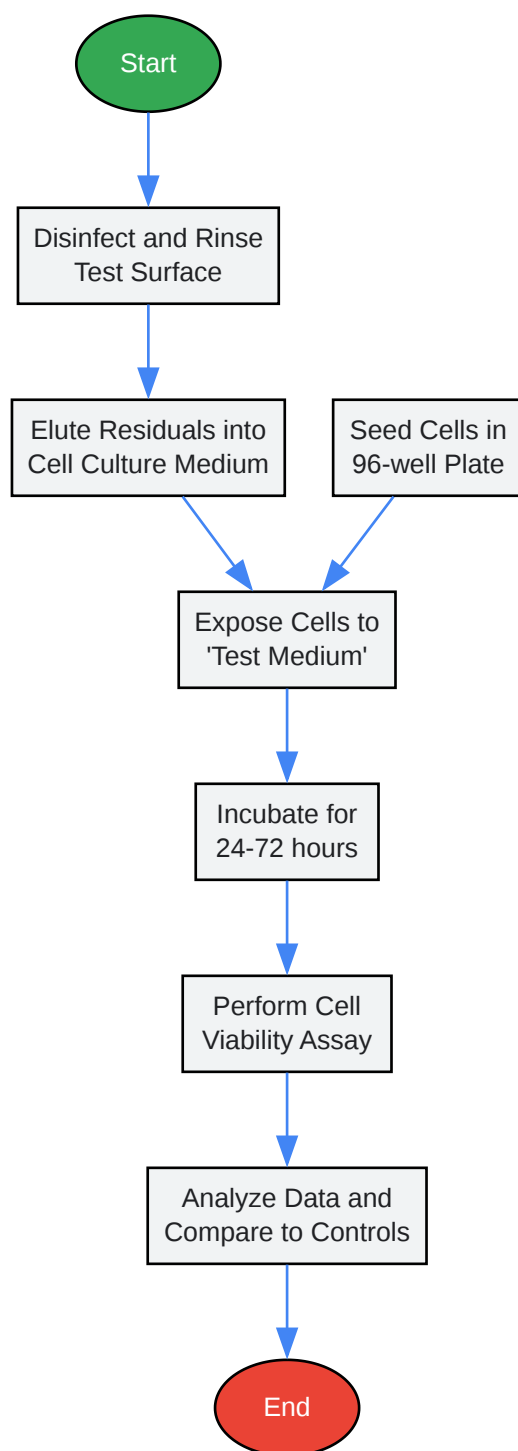 Start
Disinfect and Rinse
Test Surface
Elute Residuals into
Cell Culture Medium
Seed Cells in
96-well Plate
Expose Cells to
'Test Medium'
Incubate for
24-72 hours
Perform Cell
Viability Assay
Analyze Data and
Compare to Controls
End